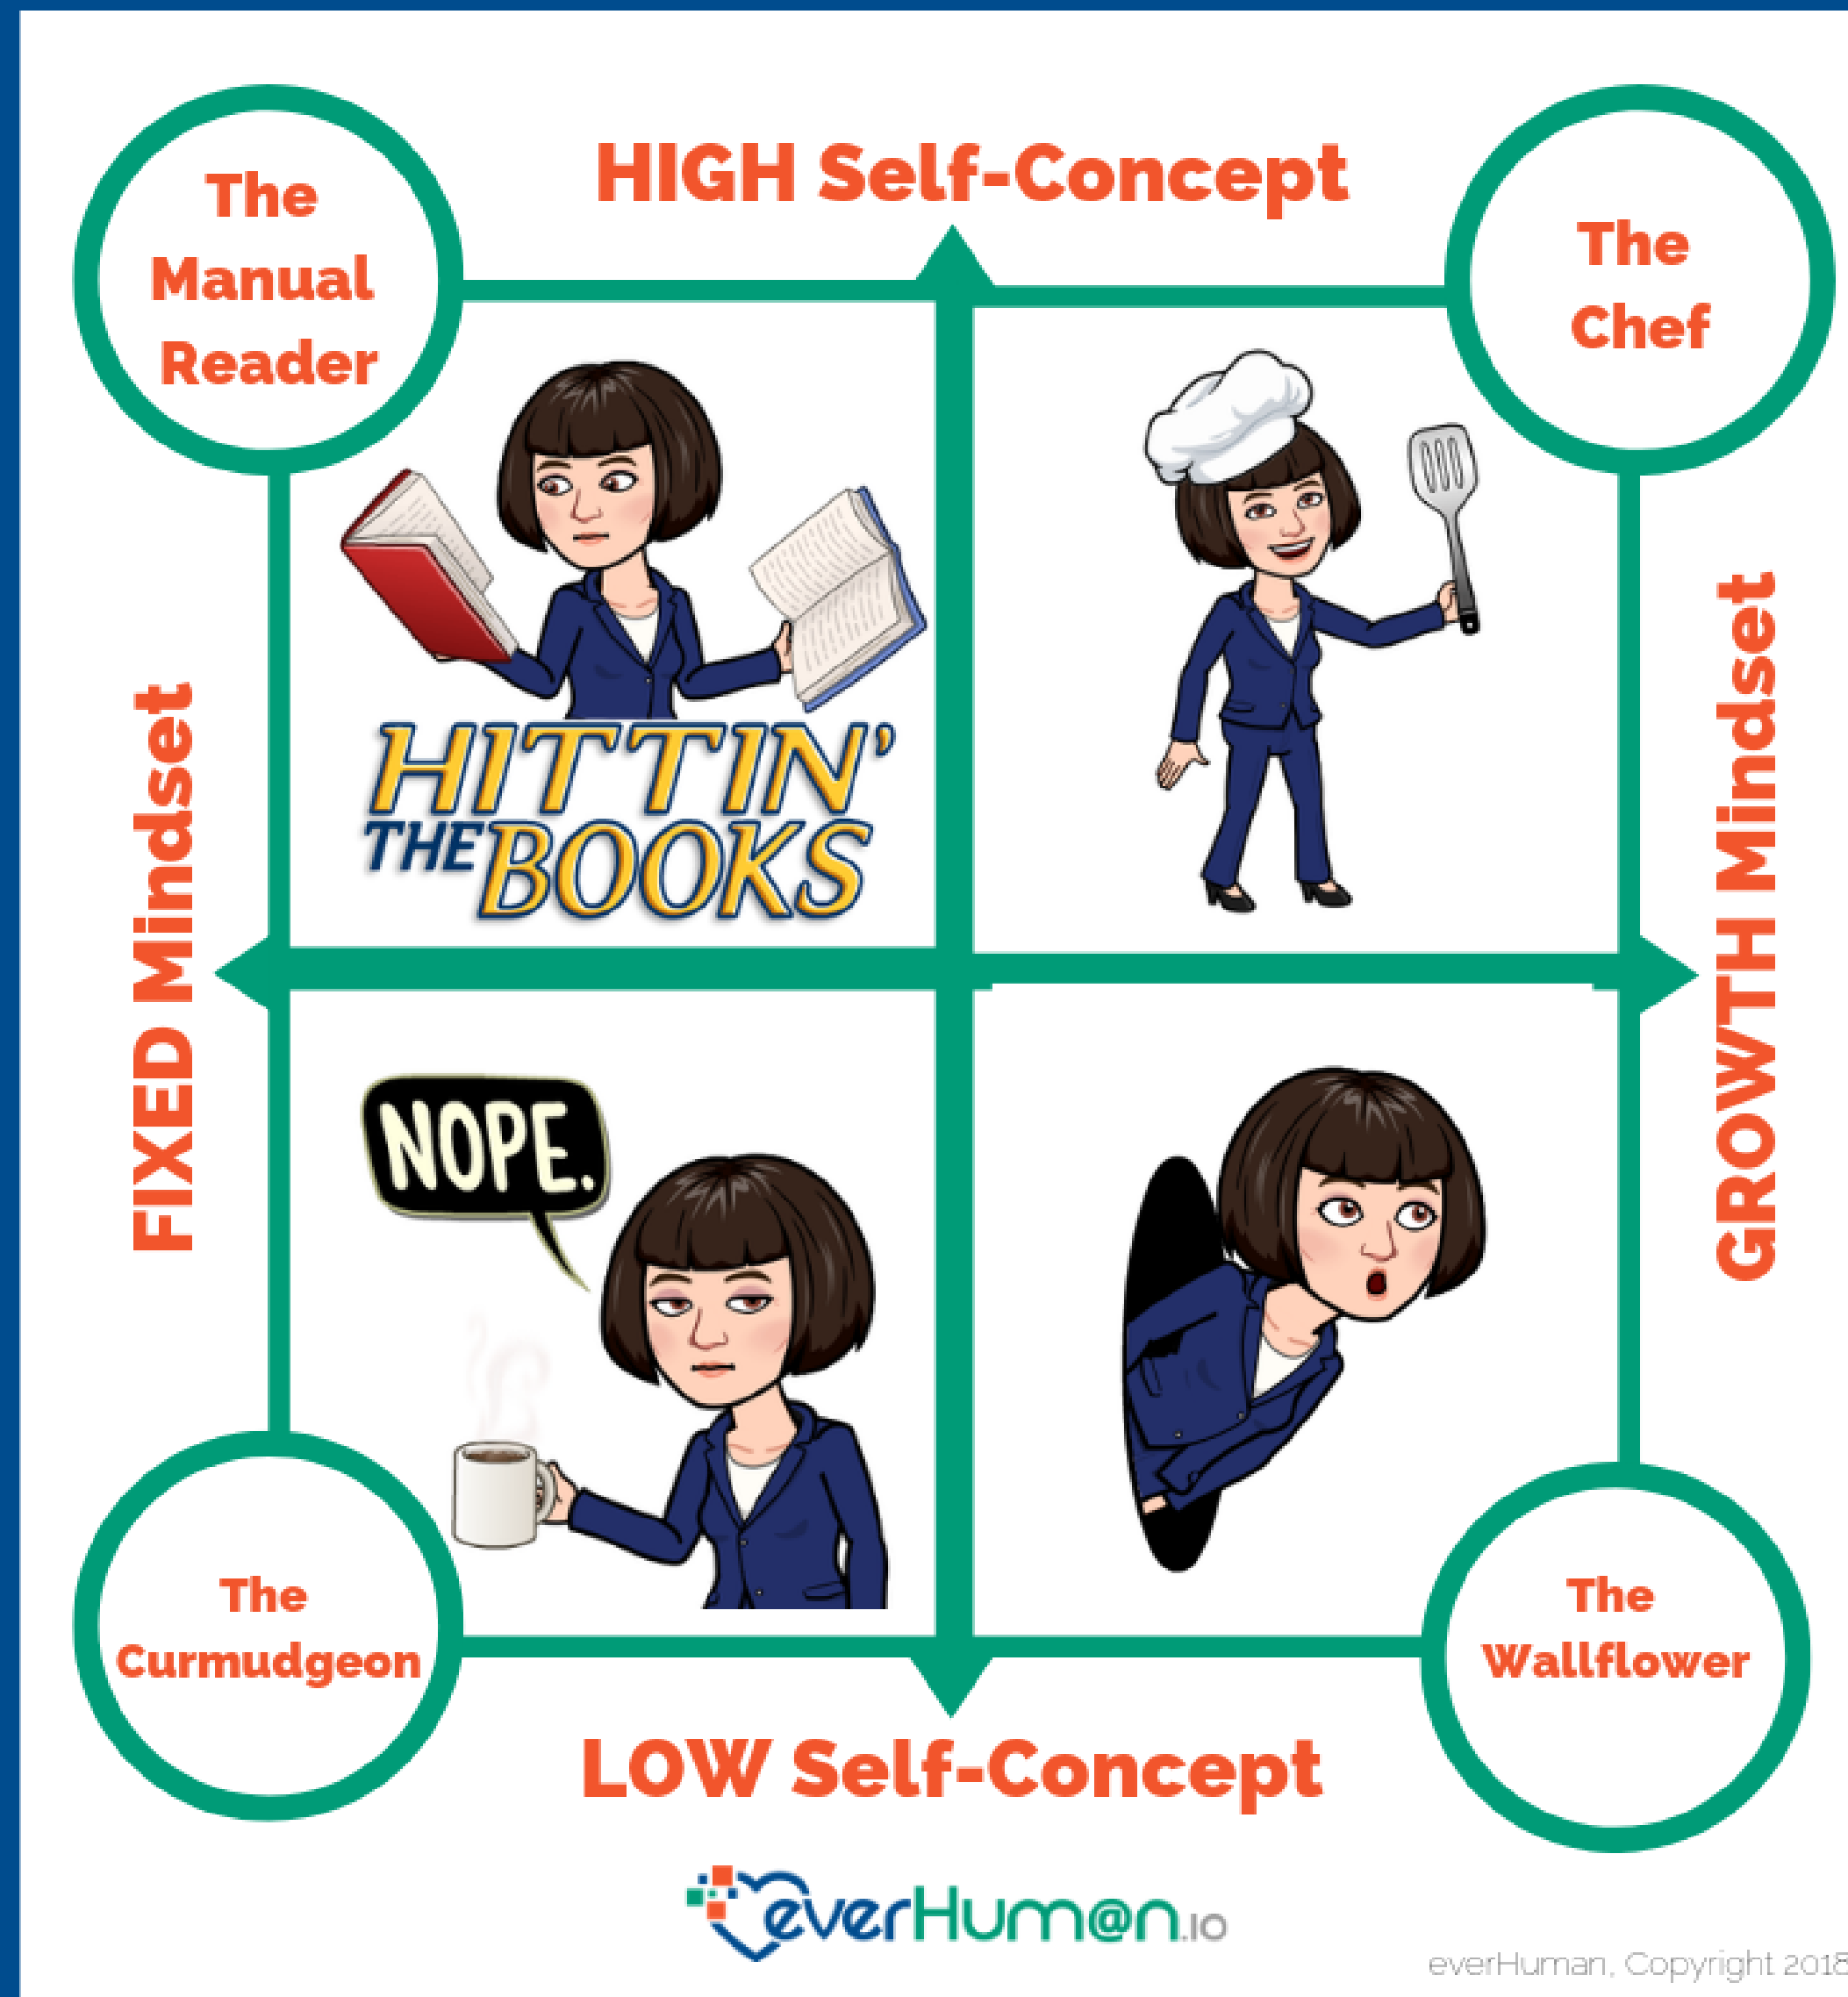 HIGH Self-Concept
The
Manual
Reader
The
Chef
HITTIN'
THE BOOKS
FIXED Mindset
GROWTH Mindset
NOPE.
The
Curmudgeon
The
Wallflower
LOW Self-Concept
everHum@n.io
everHuman, Copyright 2018